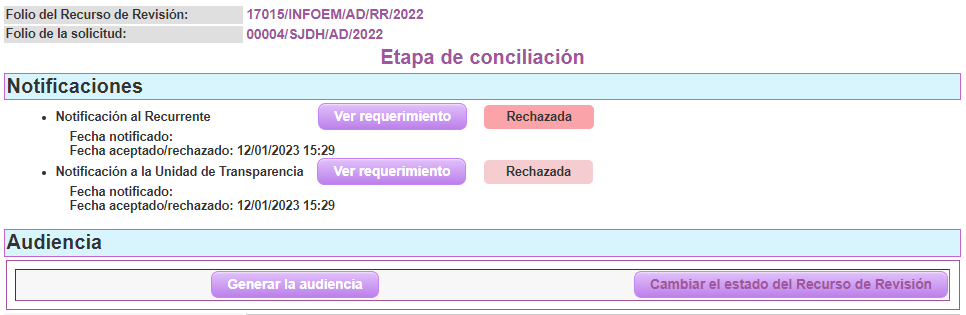 Folio del Recurso de Revisión: 17015/INFOEM/AD/RR/2022
Folio de la solicitud: 00004/SJDH/AD/2022
Etapa de conciliación
Notificaciones
• Notificación al Recurrente Ver requerimiento Rechazada
Fecha notificado:
Fecha aceptado/rechazado: 12/01/2023 15:29
• Notificación a la Unidad de Transparencia Ver requerimiento Rechazada
Fecha notificado:
Fecha aceptado/rechazado: 12/01/2023 15:29
Audiencia
Generar la audiencia Cambiar el estado del Recurso de Revisión